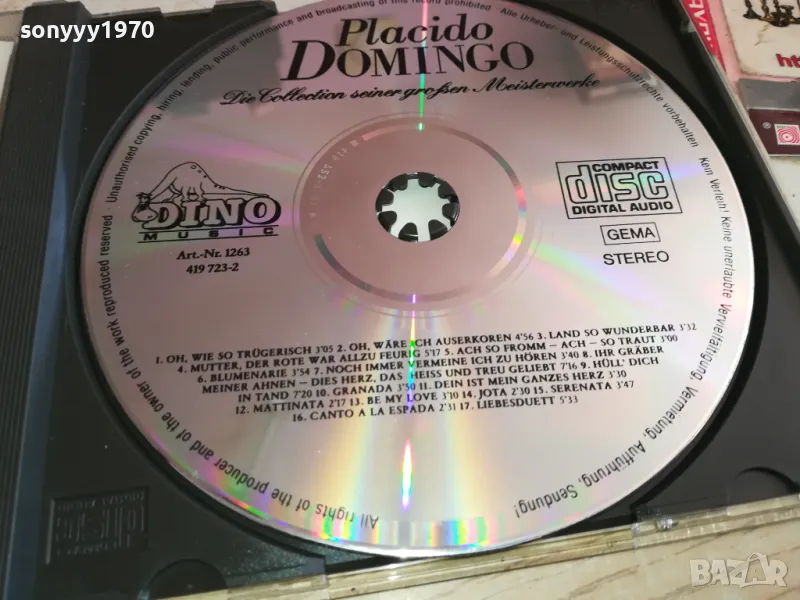 sonyyy1970
Placido
DOMINGO
Die Collection seiner großen Meisterwerke
DINO
MUSIC
Art.-Nr. 1263
419 723-2
COMPACT
disc
DIGITAL AUDIO
GEMA
STEREO
1. OH, WIE SO TRÜGERISCH 3'05 2. OH, WÄRE ICH AUSERKOREN 4'56 3. LAND SO WUNDERBAR 3'32
4. MUTTER, DER ROTE WAR ALLZU FEURIG 5'17 5. ACH SO FROMM – ACH – SO TRAUT 3'00
6. BLUMENARIE 3'54 7. NOCH IMMER VERMEINE ICH ZU HÖREN 3'40 8. IHR GRÄBER
MEINER AHNEN – DIES HERZ, DAS HEISS UND TREU GELIEBT 7'16 9. HÜLL' DICH
IN TAND 7'20 10. GRANADA 3'50 11. DEIN IST MEIN GANZES HERZ 3'30
12. MATTINATA 2'17 13. BE MY LOVE 3'10 14. JOTA 2'30 15. SERENATA 3'47
16. CANTO A LA ESPADA 2'31 17. LIEBESDUETT 5'33
All rights of the producer and of the owner of the work reproduced reserved Unauthorised copying, hiring, lending, public performance and broadcasting of this record prohibited
Alle Urheber- und Leistungsschutzrechte vorbehalten Kein Verleih! Keine unerlaubte Vervielfältigung, Vermietung, Aufführung, Sendung!
BAZAR